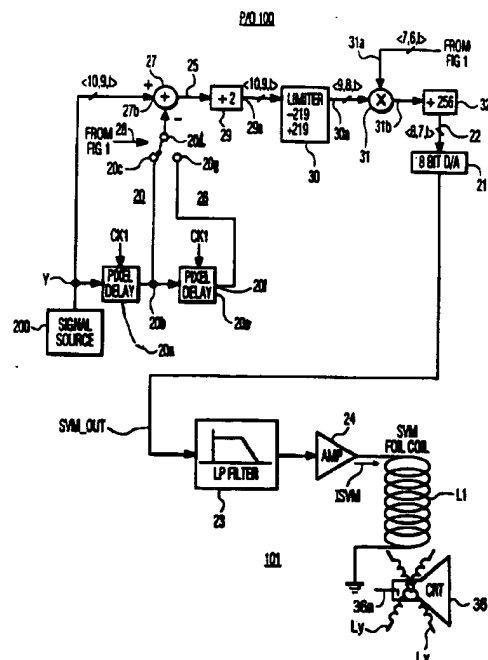 P/O 100
<10,9,b>
27
25
+
27b
+
−
÷2
29
<10,9,b>
29a
LIMITER
−219
+219
30
<9,8,b>
30a
31a
<7,6,b>
FROM
FIG 1
X
31
31b
÷256
32
<8,7,b>
22
8 BIT D/A
21
FROM
FIG 1
28
20d
20c
20g
20
26
CK1
CK1
Y
PIXEL
DELAY
20b
PIXEL
DELAY
20f
20e
200
SIGNAL
SOURCE
20a
SVM_OUT
LP FILTER
23
24
AMP
ISVM
SVM
FOIL COIL
L1
101
36a
CRT
36
Ly